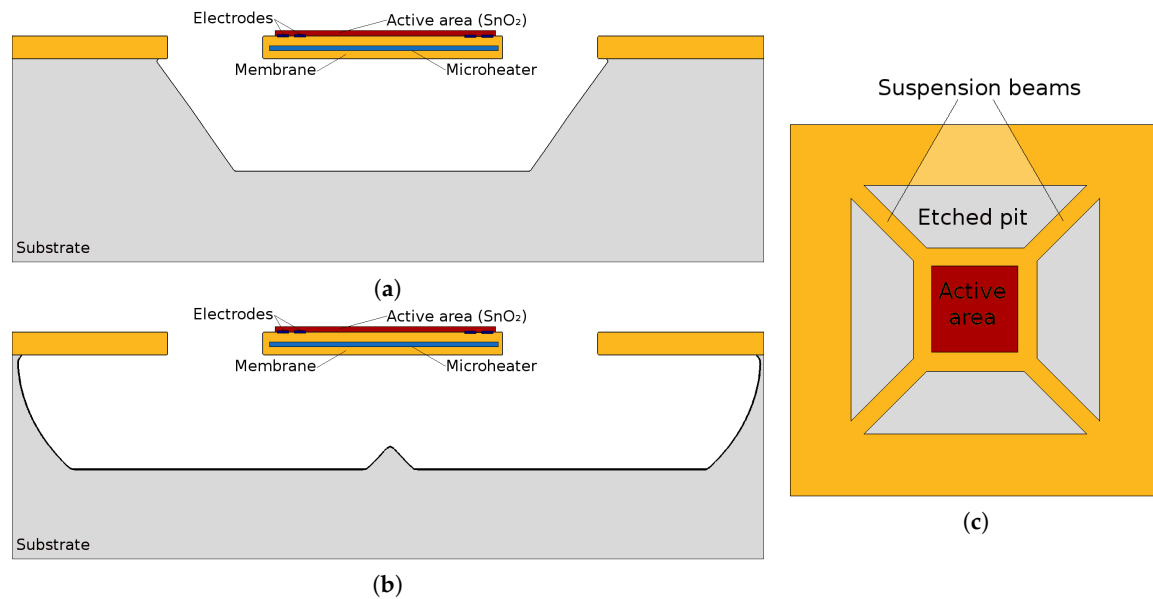 Electrodes
Active area (SnO₂)
Membrane
Microheater
Substrate
(a)
Electrodes
Active area (SnO₂)
Membrane
Microheater
Substrate
(b)
Suspension beams
Etched pit
Active
area
(c)